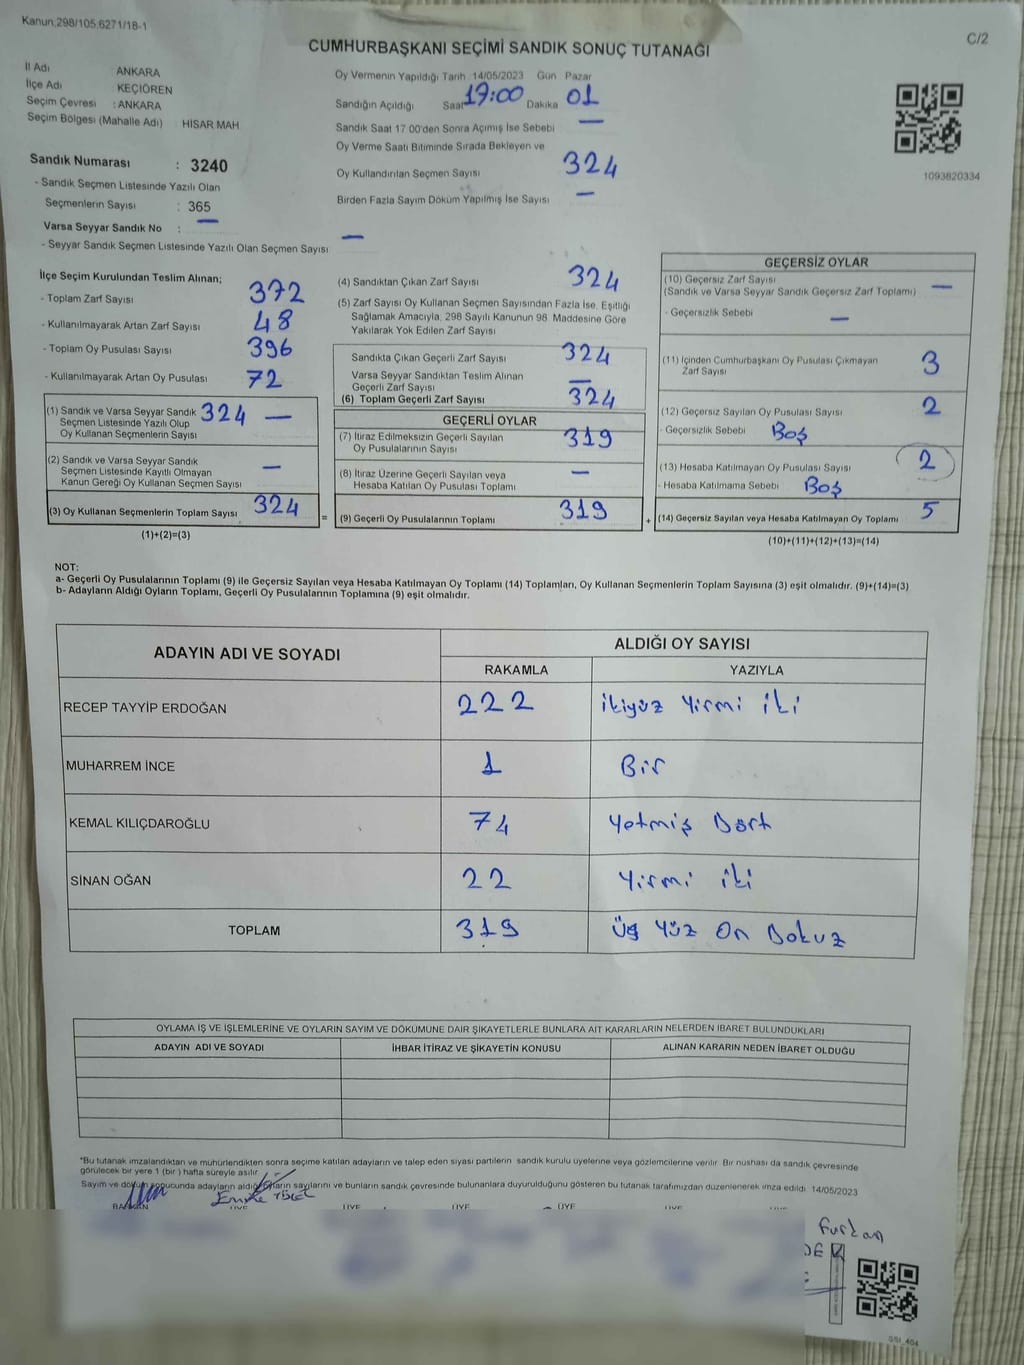 Kanun,298/105,6271/18-1
C/2
CUMHURBAŞKANI SEÇİMİ SANDIK SONUÇ TUTANAĞI
İl Adı ANKARA
İlçe Adı KEÇİÖREN
Seçim Çevresi : ANKARA
Seçim Bölgesi (Mahalle Adı) HİSAR MAH
Sandık Numarası : 3240
- Sandık Seçmen Listesinde Yazılı Olan
Seçmenlerin Sayısı : 365
Varsa Seyyar Sandık No : —
- Seyyar Sandık Seçmen Listesinde Yazılı Olan Seçmen Sayısı —
Oy Vermenin Yapıldığı Tarih 14/05/2023 Gün Pazar
Sandığın Açıldığı Saat 17:00 Dakika 01
Sandık Saat 17 00'den Sonra Açımış İse Sebebi —
Oy Verme Saati Bitiminde Sırada Bekleyen ve
Oy Kullandırılan Seçmen Sayısı 324
Birden Fazla Sayım Döküm Yapılmış İse Sayısı —
1093820334
İlçe Seçim Kurulundan Teslim Alınan;
- Toplam Zarf Sayısı 372
- Kullanılmayarak Artan Zarf Sayısı 48
- Toplam Oy Pusulası Sayısı 396
- Kullanılmayarak Artan Oy Pusulası 72
(1) Sandık ve Varsa Seyyar Sandık 324 —
Seçmen Listesinde Yazılı Olup
Oy Kullanan Seçmenlerin Sayısı
(2) Sandık ve Varsa Seyyar Sandık
Seçmen Listesinde Kayıtlı Olmayan —
Kanun Gereği Oy Kullanan Seçmen Sayısı
(3) Oy Kullanan Seçmenlerin Toplam Sayısı 324 =
(1)+(2)=(3)
(4) Sandıktan Çıkan Zarf Sayısı 324
(5) Zarf Sayısı Oy Kullanan Seçmen Sayısından Fazla İse, Eşitliği
Sağlamak Amacıyla, 298 Sayılı Kanunun 98. Maddesine Göre
Yakılarak Yok Edilen Zarf Sayısı
Sandıkta Çıkan Geçerli Zarf Sayısı 324
Varsa Seyyar Sandıktan Teslim Alınan
Geçerli Zarf Sayısı —
(6) Toplam Geçerli Zarf Sayısı 324
GEÇERLİ OYLAR
(7) İtiraz Edilmeksizin Geçerli Sayılan
Oy Pusulalarının Sayısı 319
(8) İtiraz Üzerine Geçerli Sayılan veya
Hesaba Katılan Oy Pusulası Toplamı —
(9) Geçerli Oy Pusulalarının Toplamı 319 +
GEÇERSİZ OYLAR
(10) Geçersiz Zarf Sayısı
(Sandık ve Varsa Seyyar Sandık Geçersiz Zarf Toplamı) —
- Geçersizlik Sebebi —
(11) İçinden Cumhurbaşkanı Oy Pusulası Çıkmayan
Zarf Sayısı 3
(12) Geçersiz Sayılan Oy Pusulası Sayısı 2
- Geçersizlik Sebebi Boş
(13) Hesaba Katılmayan Oy Pusulası Sayısı 2
- Hesaba Katılmama Sebebi Boş
(14) Geçersiz Sayılan veya Hesaba Katılmayan Oy Toplamı 5
(10)+(11)+(12)+(13)=(14)
NOT:
a- Geçerli Oy Pusulalarının Toplamı (9) ile Geçersiz Sayılan veya Hesaba Katılmayan Oy Toplamı (14) Toplamları, Oy Kullanan Seçmenlerin Toplam Sayısına (3) eşit olmalıdır. (9)+(14)=(3)
b- Adayların Aldığı Oyların Toplamı, Geçerli Oy Pusulalarının Toplamına (9) eşit olmalıdır.
ADAYIN ADI VE SOYADI ALDIĞI OY SAYISI
RAKAMLA YAZIYLA
RECEP TAYYİP ERDOĞAN 222 ikiyüz Yirmi iki
MUHARREM İNCE 1 Bir
KEMAL KILIÇDAROĞLU 74 Yetmiş Dört
SİNAN OĞAN 22 Yirmi iki
TOPLAM 319 Üç Yüz On Dokuz
OYLAMA İŞ VE İŞLEMLERİNE VE OYLARIN SAYIM VE DÖKÜMÜNE DAİR ŞİKAYETLERLE BUNLARA AİT KARARLARIN NELERDEN İBARET BULUNDUKLARI
ADAYIN ADI VE SOYADI İHBAR İTİRAZ VE ŞİKAYETİN KONUSU ALINAN KARARIN NEDEN İBARET OLDUĞU
*Bu tutanak imzalandıktan ve mühürlendikten sonra seçime katılan adayların ve talep eden siyasi partilerin sandık kurulu üyelerine veya gözlemcilerine verilir. Bir nüshası da sandık çevresinde
görülecek bir yere 1 (bir) hafta süreyle asılır.
Sayım ve döküm sonucunda adayların aldığı oyların sayılarını ve bunların sandık çevresinde bulunanlara duyurulduğunu gösteren bu tutanak tarafımızdan düzenlenerek imza edildi. 14/05/2023
BAŞKAN ÜYE ÜYE ÜYE ÜYE
Furkan